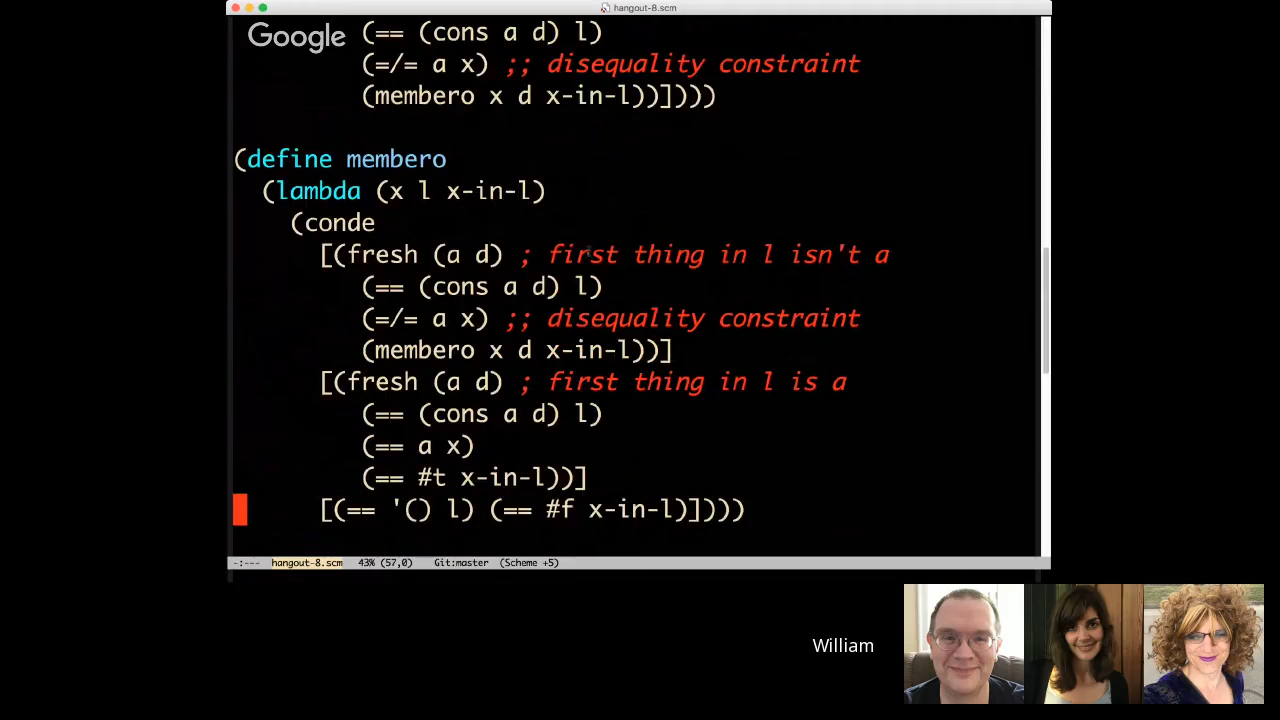 hangout-8.scm
Google
(== (cons a d) l)
(=/= a x) ;; disequality constraint
(membero x d x-in-l))])))
(define membero
(lambda (x l x-in-l)
(conde
[(fresh (a d) ; first thing in l isn't a
(== (cons a d) l)
(=/= a x) ;; disequality constraint
(membero x d x-in-l))]
[(fresh (a d) ; first thing in l is a
(== (cons a d) l)
(== a x)
(== #t x-in-l))]
[(== '() l) (== #f x-in-l)])))
-:--- hangout-8.scm 43% (57,0) Git:master (Scheme +5)
William